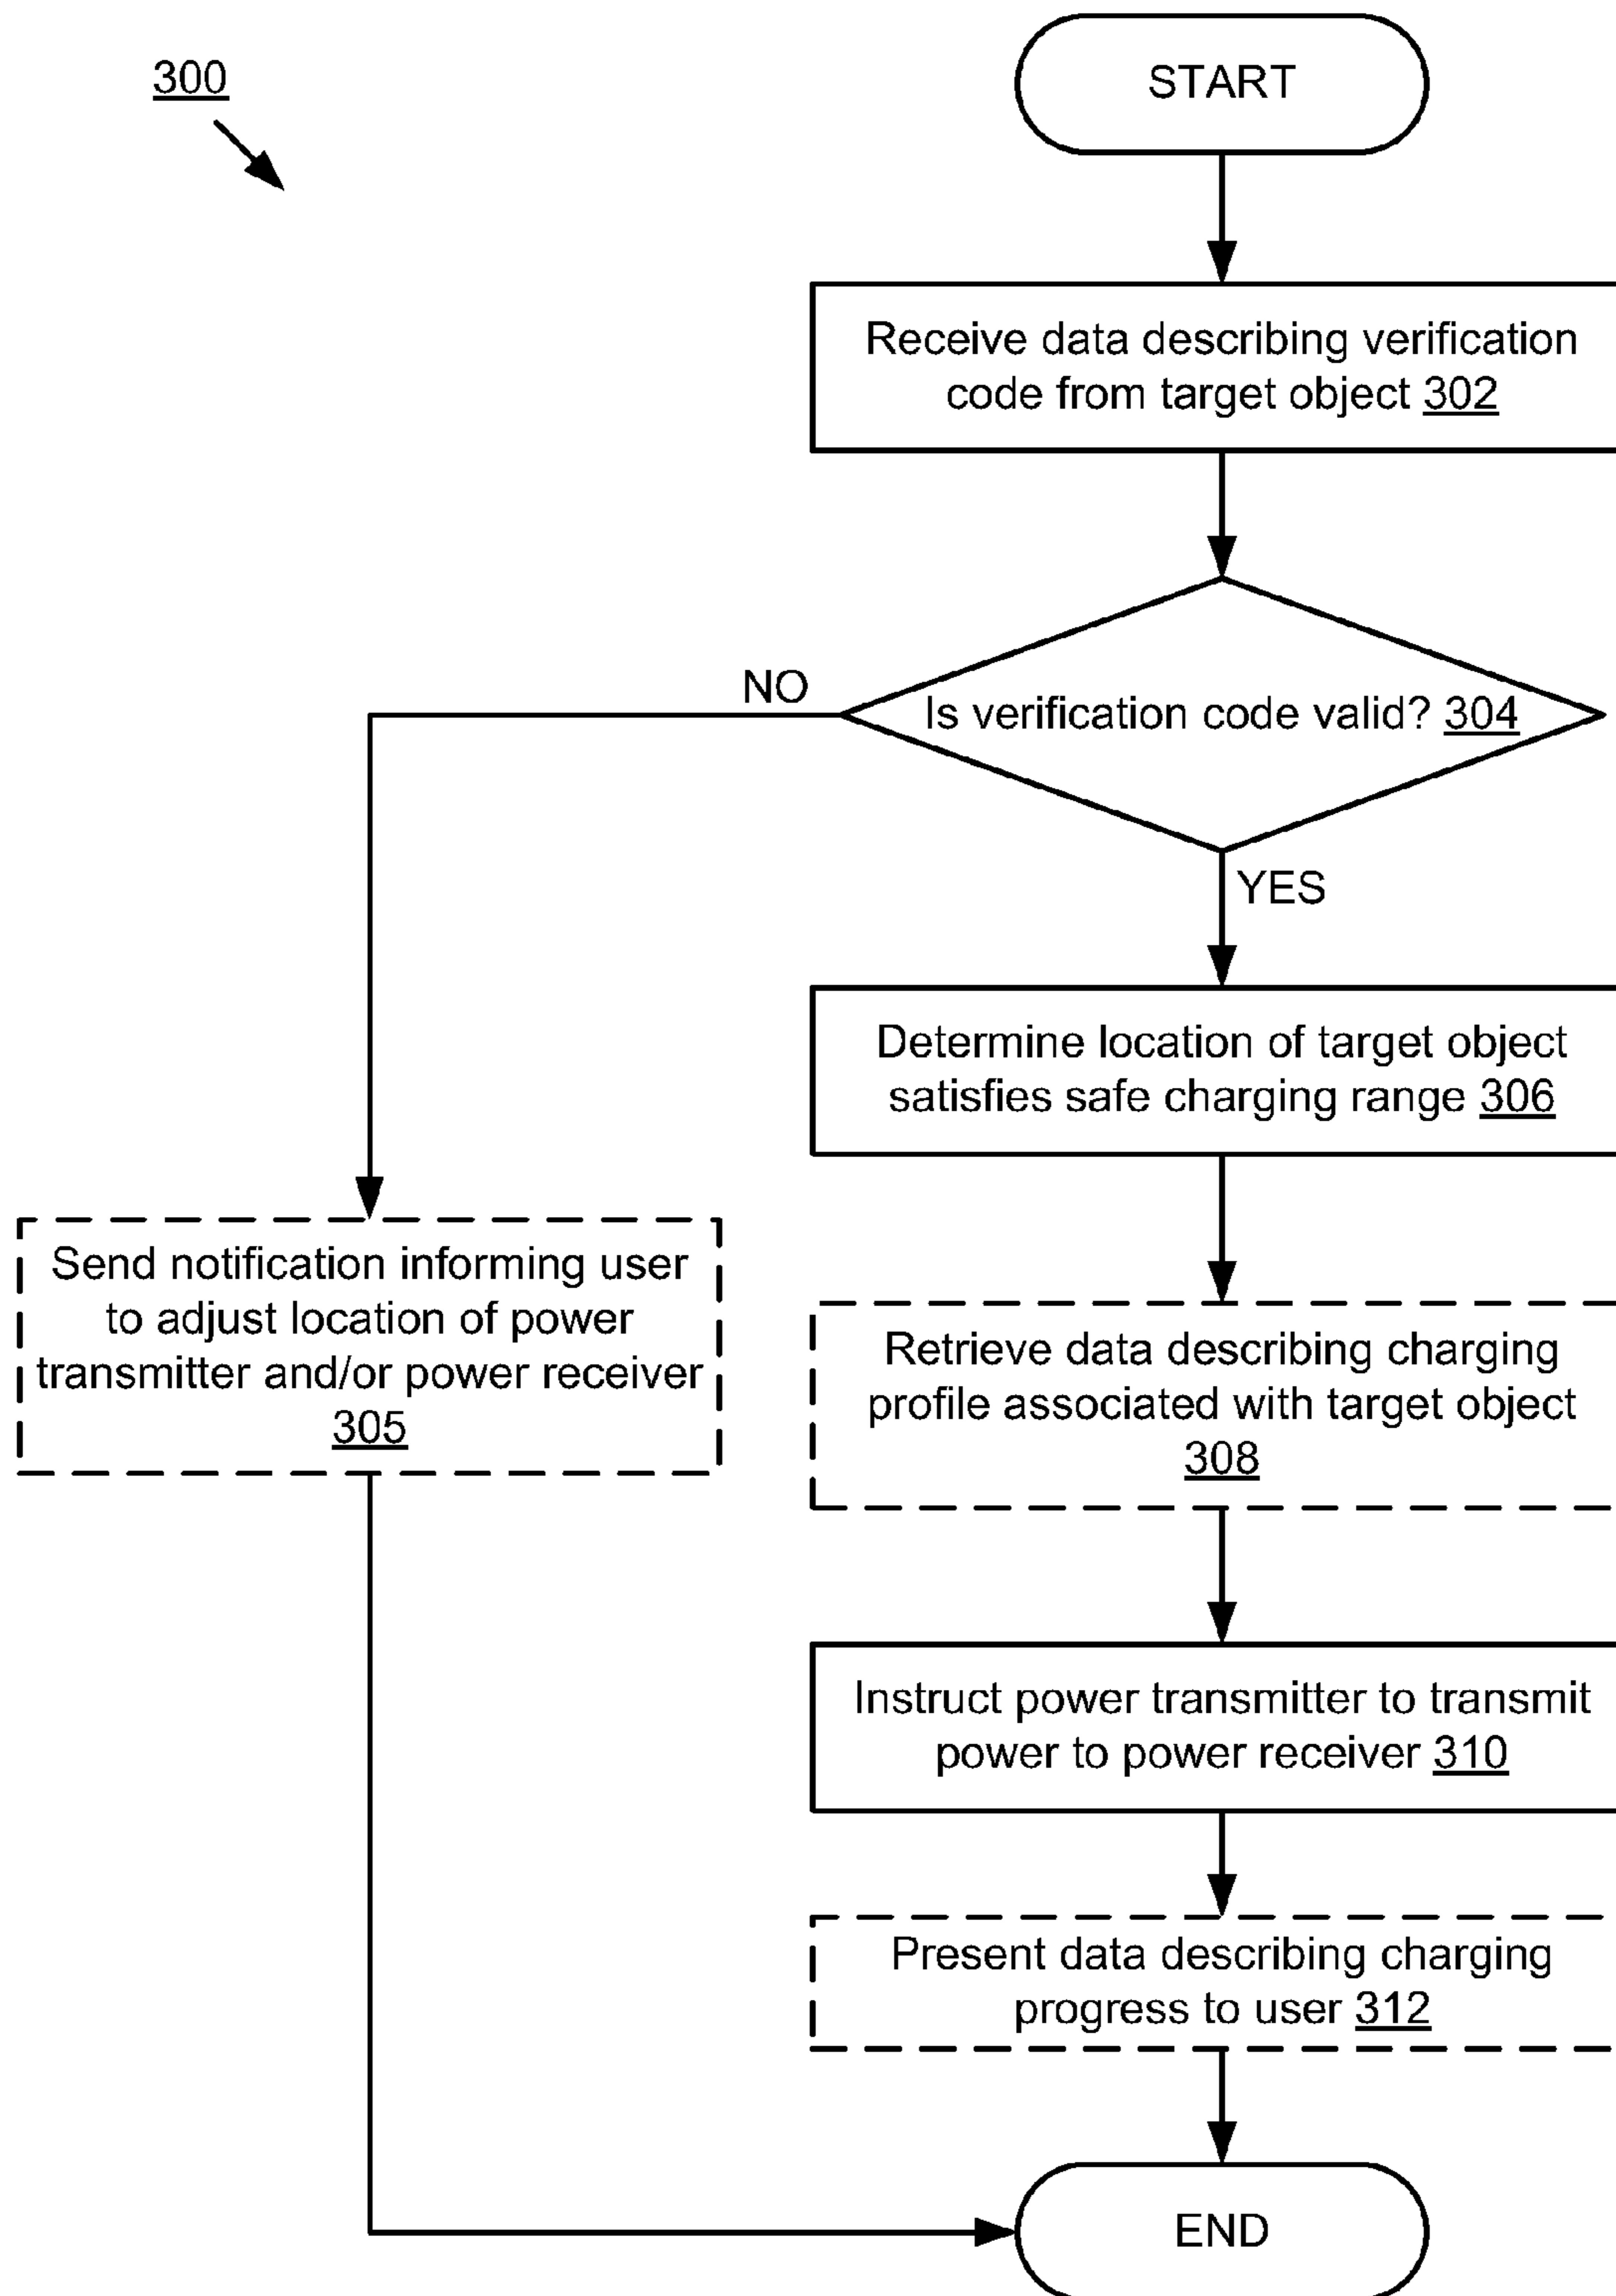 300
START
Receive data describing verification
code from target object 302
Is verification code valid? 304
NO
YES
Determine location of target object
satisfies safe charging range 306
Send notification informing user
to adjust location of power
transmitter and/or power receiver
305
Retrieve data describing charging
profile associated with target object
308
Instruct power transmitter to transmit
power to power receiver 310
Present data describing charging
progress to user 312
END